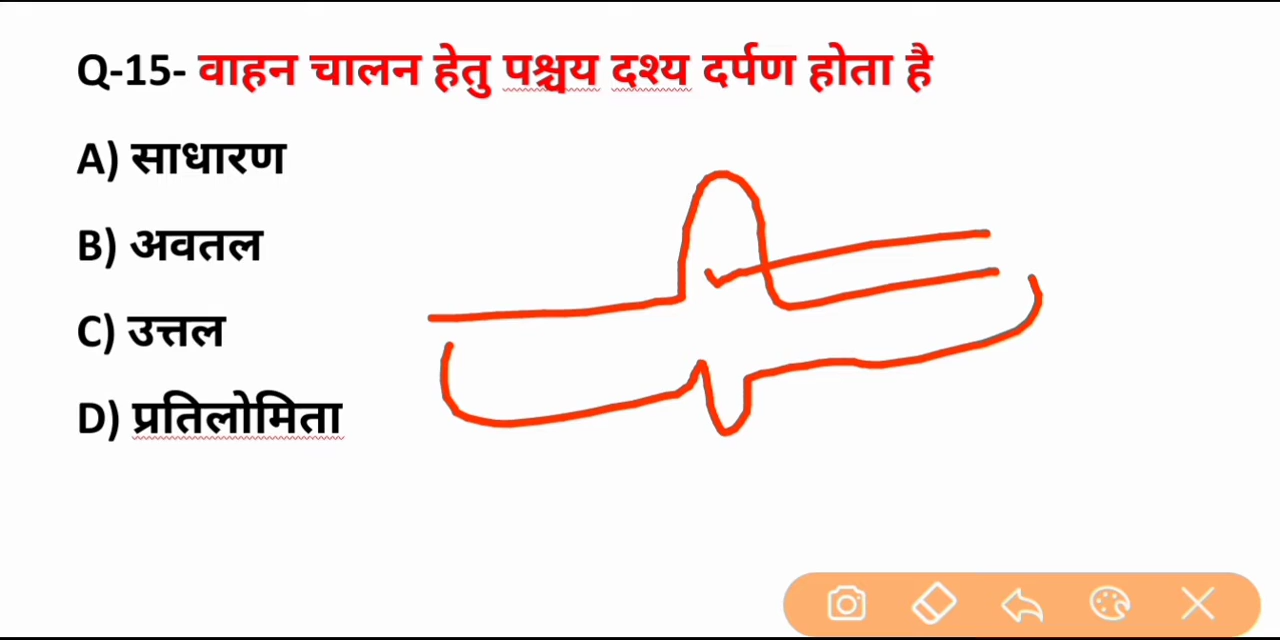 Q-15- वाहन चालन हेतु पश्चय दश्य दर्पण होता है
A) साधारण
B) अवतल
C) उत्तल
D) प्रतिलोमिता